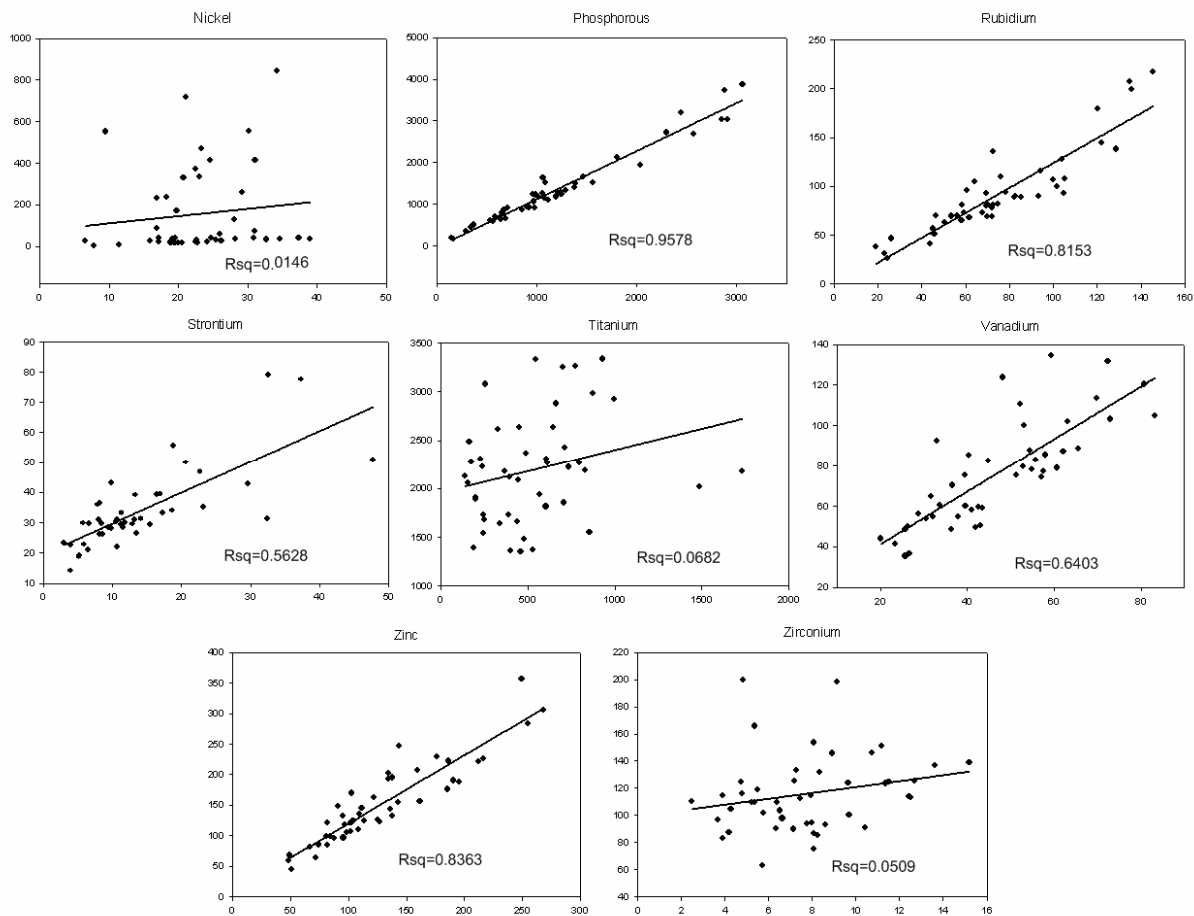 Nickel
1000
800
600
400
200
0
Rsq=0.0146
0 10 20 30 40 50
Phosphorous
5000
4000
3000
2000
1000
0
Rsq=0.9578
0 1000 2000 3000
Rubidium
250
200
150
100
50
0
Rsq=0.8153
0 20 40 60 80 100 120 140 160
Strontium
90
80
70
60
50
40
30
20
10
Rsq=0.5628
0 10 20 30 40 50
Titanium
3500
3000
2500
2000
1500
1000
Rsq=0.0682
0 500 1000 1500 2000
Vanadium
140
120
100
80
60
40
20
Rsq=0.6403
20 40 60 80
Zinc
400
350
300
250
200
150
100
50
0
Rsq=0.8363
0 50 100 150 200 250 300
Zirconium
220
200
180
160
140
120
100
80
60
40
Rsq=0.0509
0 2 4 6 8 10 12 14 16